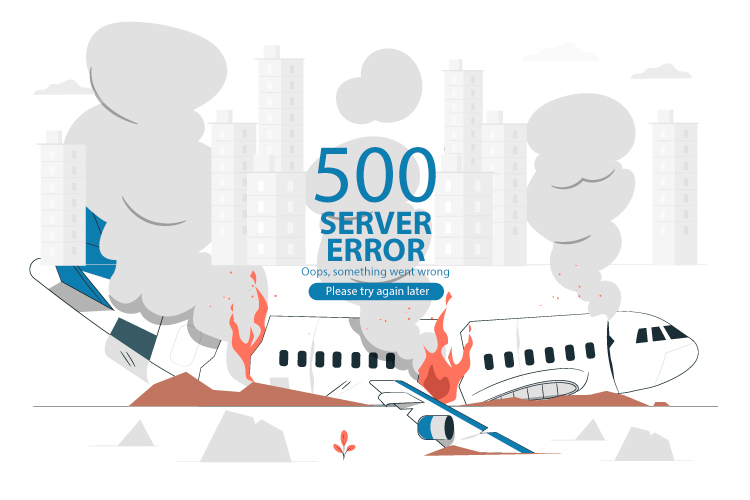 500
SERVER
ERROR
Oops, something went wrong
Please try again later